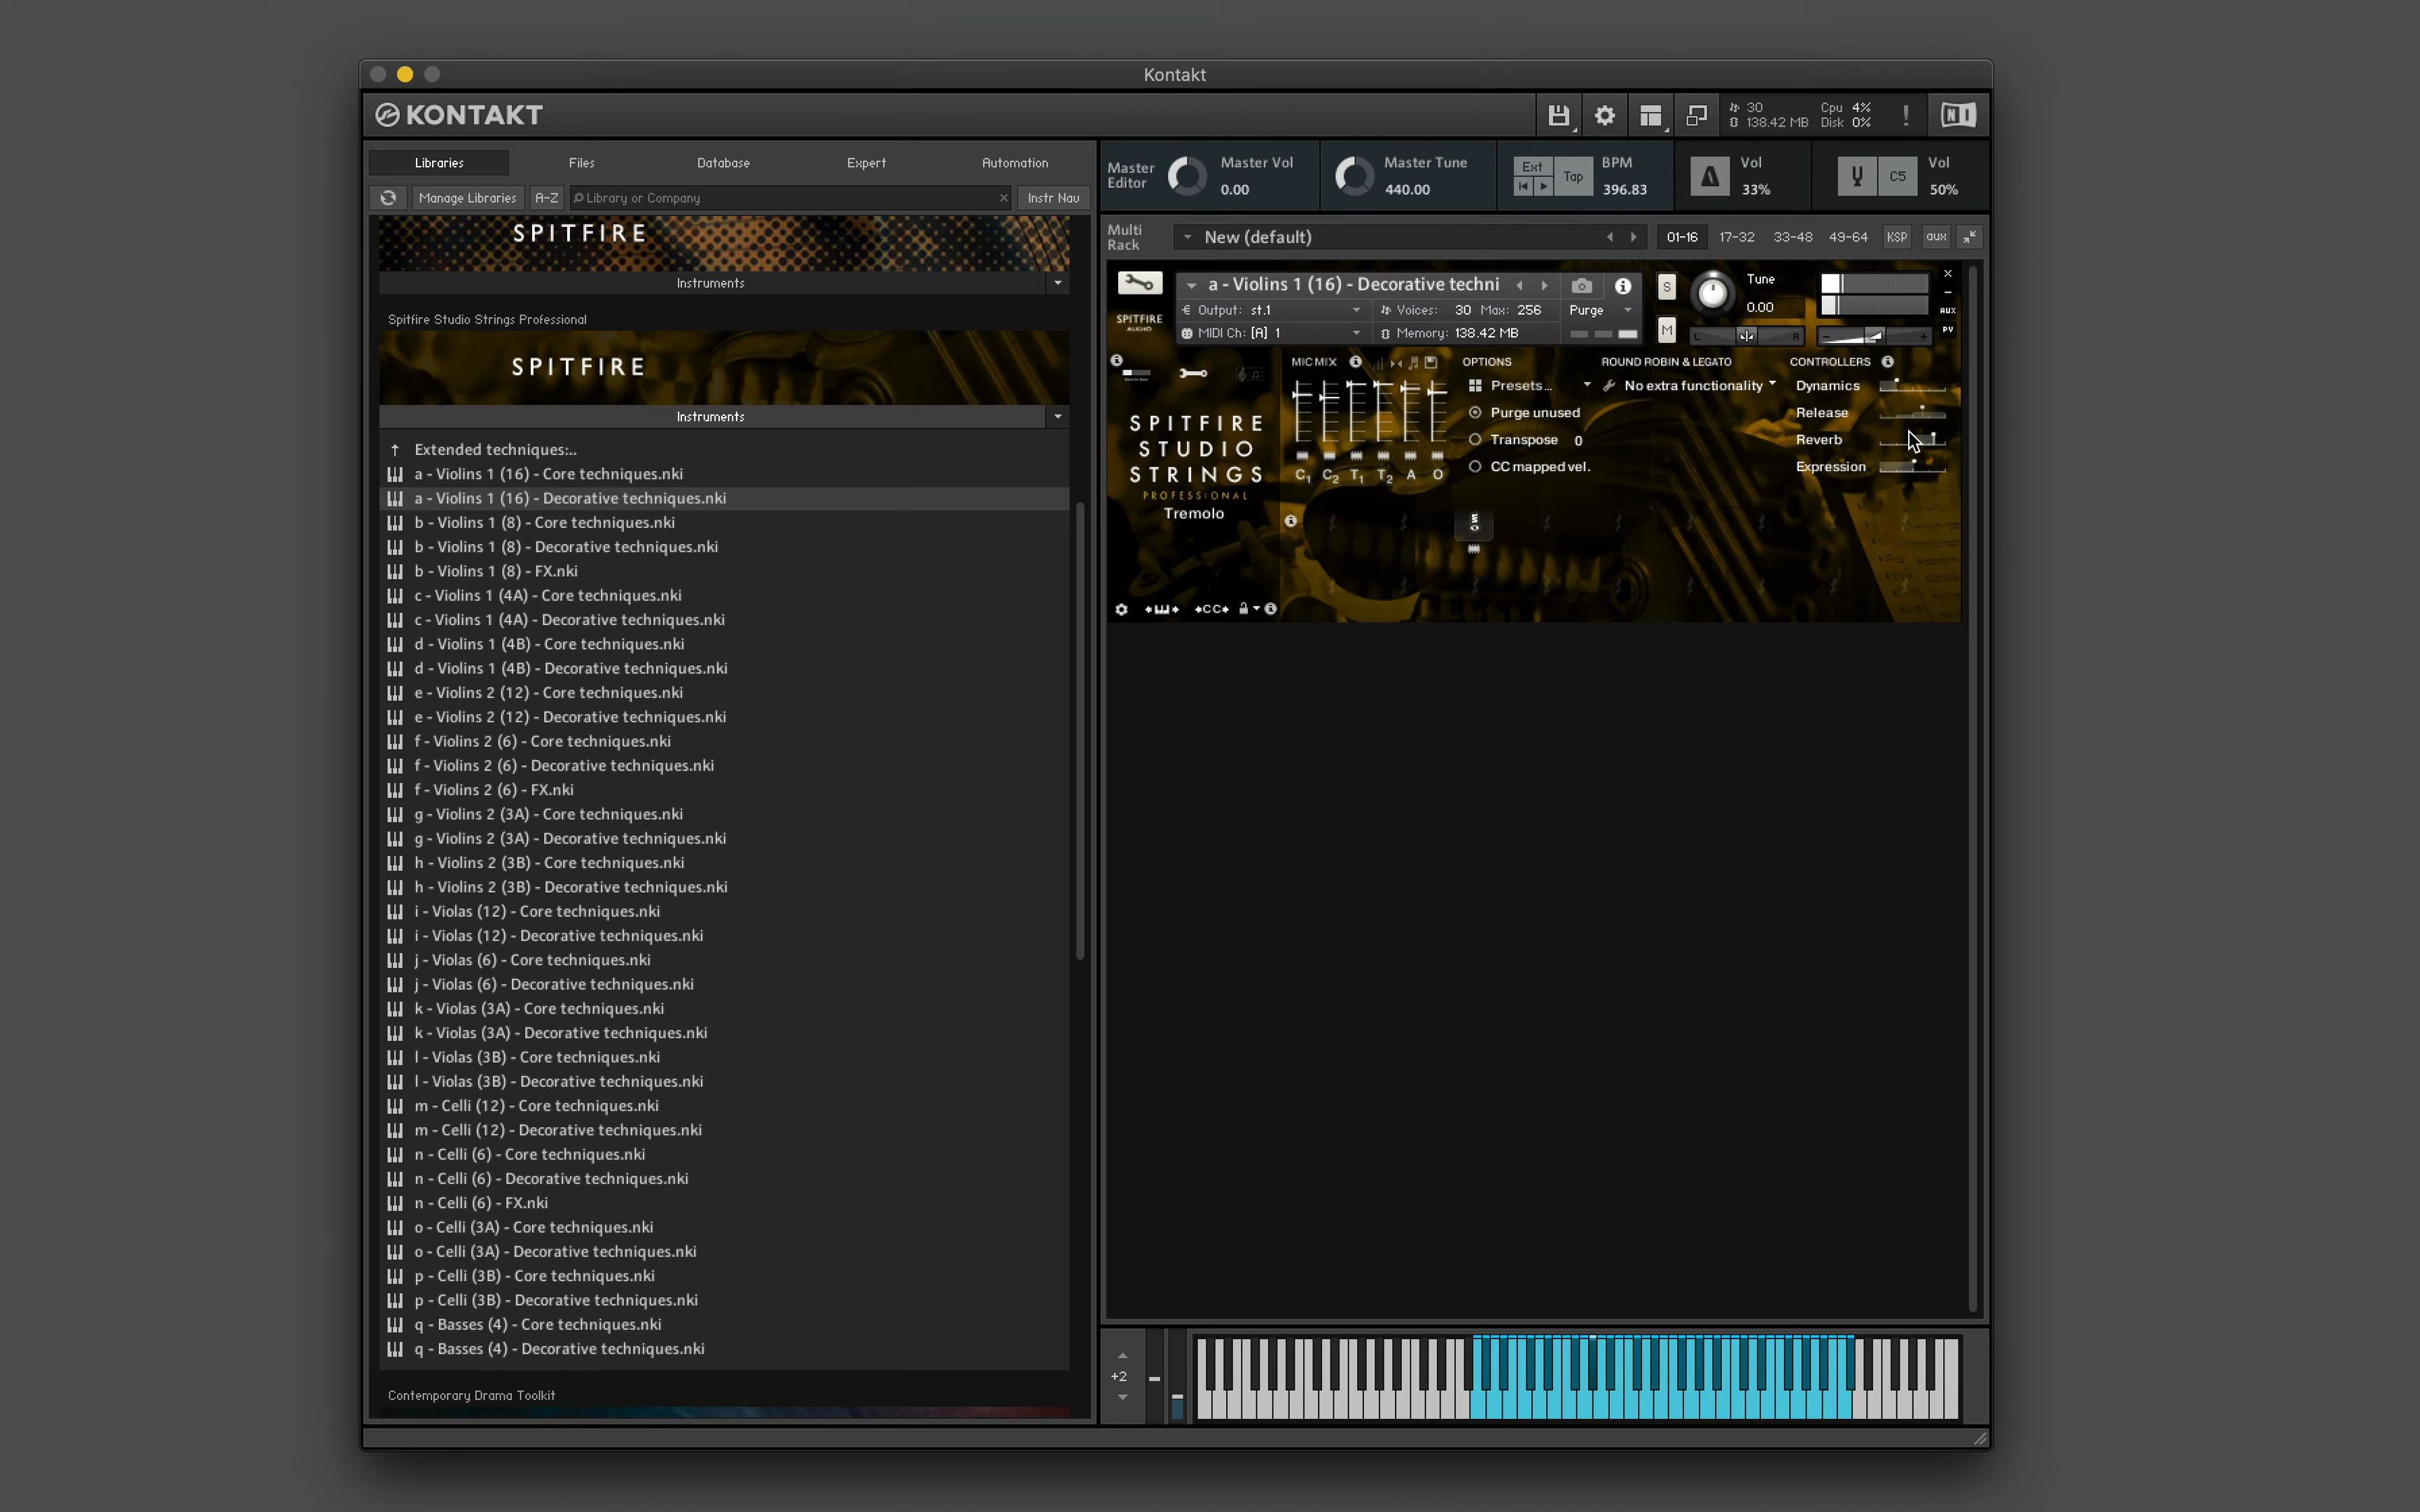 Kontakt
KONTAKT
30
138.42 MB
Cpu 4%
Disk 0%
!
NI
Libraries
Files
Database
Expert
Automation
Manage Libraries
A-Z
Library or Company
×
Instr Nav
Master Editor
Master Vol
0.00
Master Tune
440.00
Ext
Tap
BPM
396.83
Vol
33%
C5
Vol
50%
SPITFIRE
Instruments
Spitfire Studio Strings Professional
SPITFIRE
Instruments
Extended techniques:..
a - Violins 1 (16) - Core techniques.nki
a - Violins 1 (16) - Decorative techniques.nki
b - Violins 1 (8) - Core techniques.nki
b - Violins 1 (8) - Decorative techniques.nki
b - Violins 1 (8) - FX.nki
c - Violins 1 (4A) - Core techniques.nki
c - Violins 1 (4A) - Decorative techniques.nki
d - Violins 1 (4B) - Core techniques.nki
d - Violins 1 (4B) - Decorative techniques.nki
e - Violins 2 (12) - Core techniques.nki
e - Violins 2 (12) - Decorative techniques.nki
f - Violins 2 (6) - Core techniques.nki
f - Violins 2 (6) - Decorative techniques.nki
f - Violins 2 (6) - FX.nki
g - Violins 2 (3A) - Core techniques.nki
g - Violins 2 (3A) - Decorative techniques.nki
h - Violins 2 (3B) - Core techniques.nki
h - Violins 2 (3B) - Decorative techniques.nki
i - Violas (12) - Core techniques.nki
i - Violas (12) - Decorative techniques.nki
j - Violas (6) - Core techniques.nki
j - Violas (6) - Decorative techniques.nki
k - Violas (3A) - Core techniques.nki
k - Violas (3A) - Decorative techniques.nki
l - Violas (3B) - Core techniques.nki
l - Violas (3B) - Decorative techniques.nki
m - Celli (12) - Core techniques.nki
m - Celli (12) - Decorative techniques.nki
n - Celli (6) - Core techniques.nki
n - Celli (6) - Decorative techniques.nki
n - Celli (6) - FX.nki
o - Celli (3A) - Core techniques.nki
o - Celli (3A) - Decorative techniques.nki
p - Celli (3B) - Core techniques.nki
p - Celli (3B) - Decorative techniques.nki
q - Basses (4) - Core techniques.nki
q - Basses (4) - Decorative techniques.nki
Contemporary Drama Toolkit
Multi Rack
New (default)
01-16
17-32
33-48
49-64
KSP
aux
SPITFIRE AUDIO
a - Violins 1 (16) - Decorative techni
Output: st.1
Voices: 30 Max: 256
Purge
MIDI Ch: [A] 1
Memory: 138.42 MB
S
M
Tune
0.00
L
R
AUX
PV
MIC MIX
OPTIONS
ROUND ROBIN & LEGATO
CONTROLLERS
Presets...
No extra functionality
Dynamics
Purge unused
Release
Transpose 0
Reverb
CC mapped vel.
Expression
C1 C2 T1 T2 A O
SPITFIRE
STUDIO
STRINGS
PROFESSIONAL
Tremolo
CC
+2